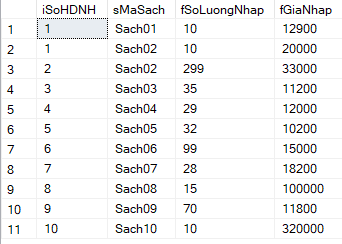 iSoHDNH sMaSach fSoLuongNhap fGiaNhap
1 1 Sach01 10 12900
2 1 Sach02 10 20000
3 2 Sach02 299 33000
4 3 Sach03 35 11200
5 4 Sach04 29 12000
6 5 Sach05 32 10200
7 6 Sach06 99 15000
8 7 Sach07 28 18200
9 8 Sach08 15 100000
10 9 Sach09 70 11800
11 10 Sach10 10 320000